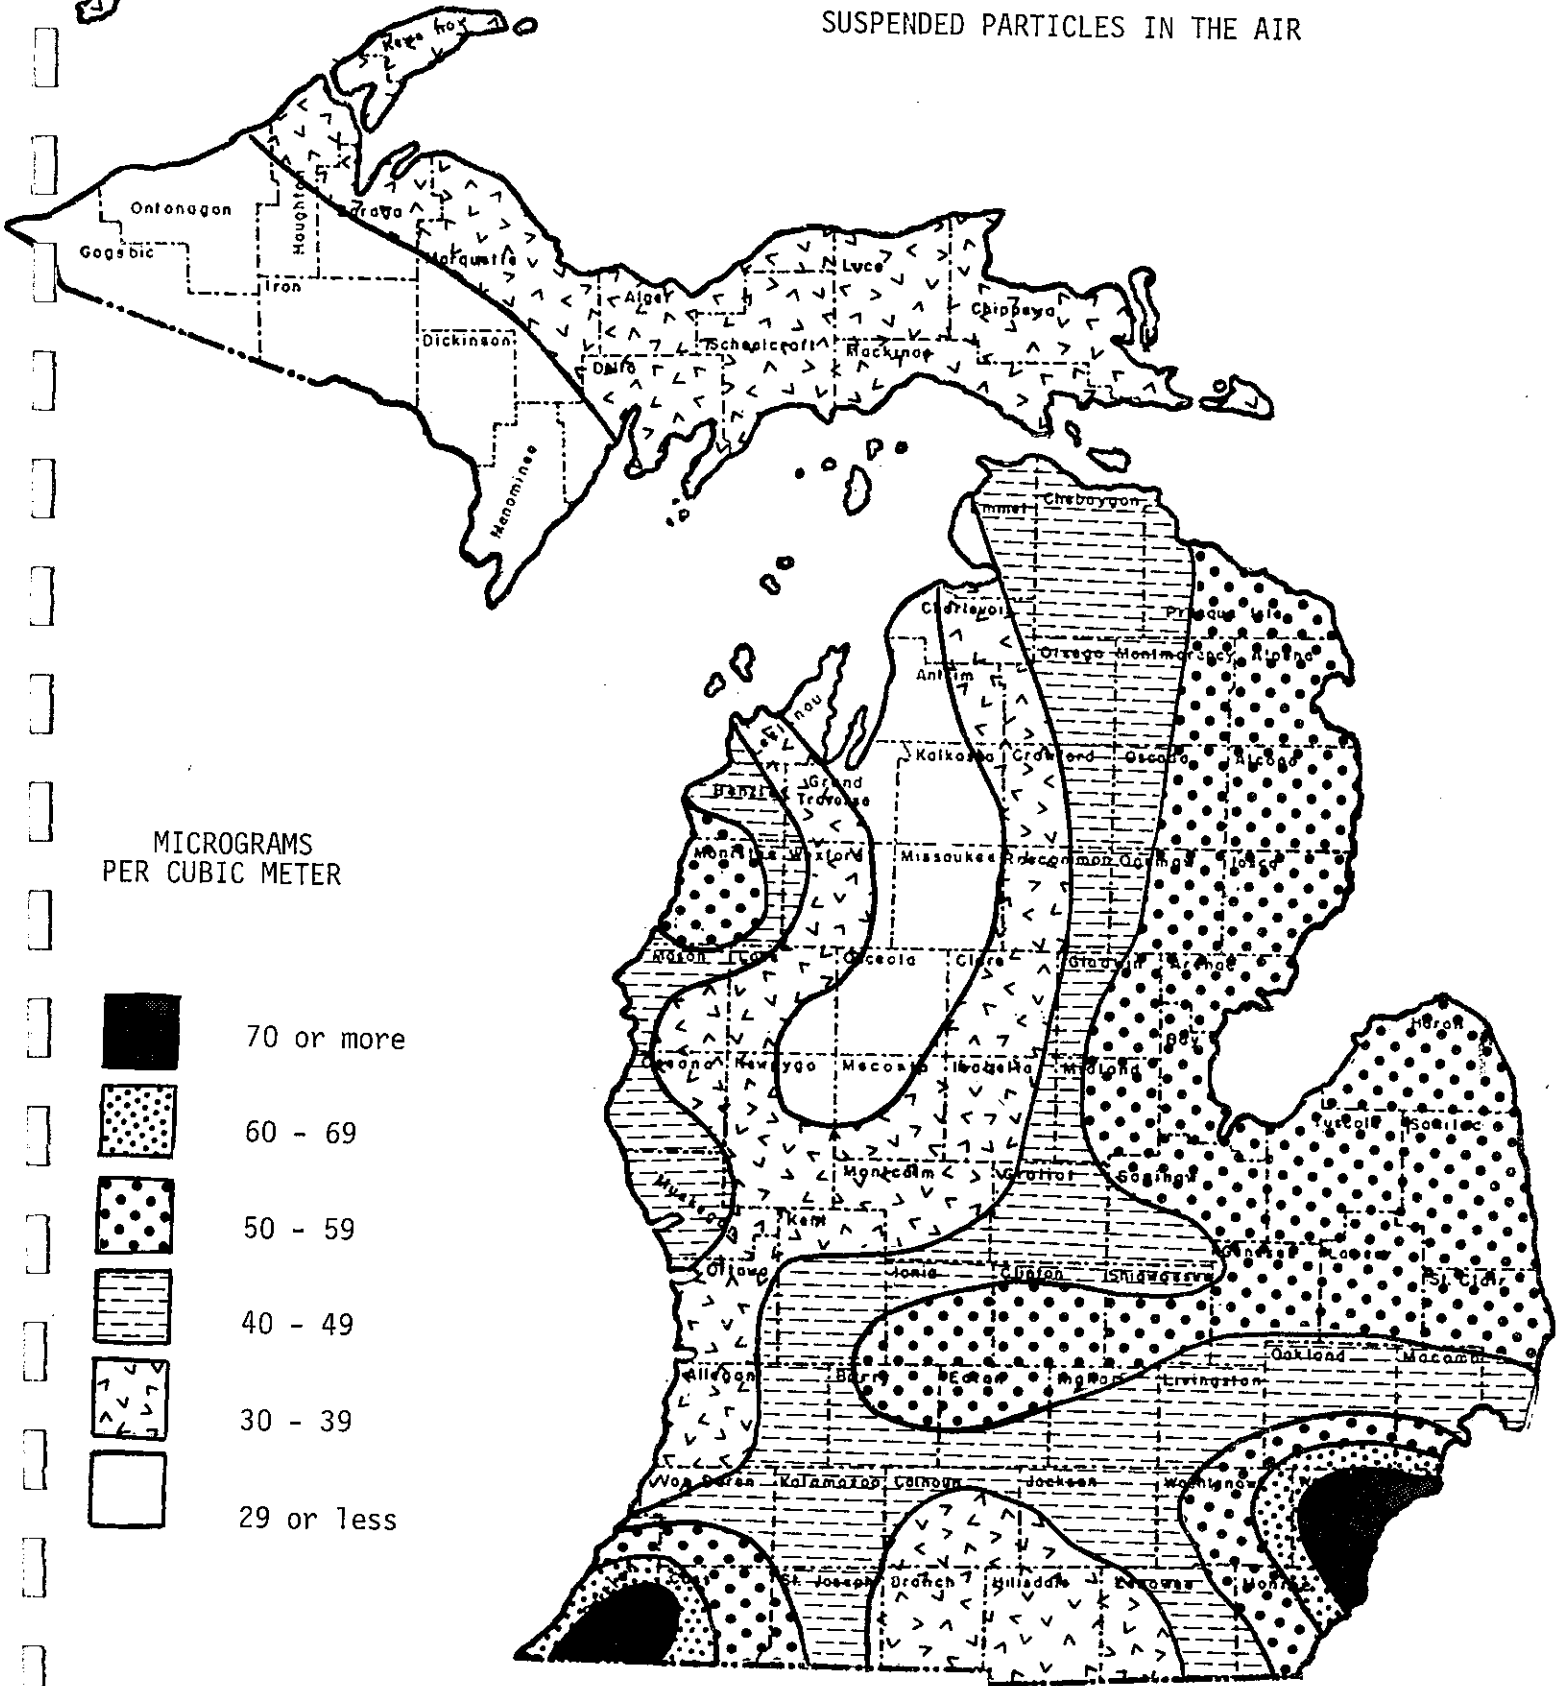 SUSPENDED PARTICLES IN THE AIR
Ontonagon
Houghton
Baraga
Gogebic
Marquette
Iron
Luce
Alger
Chippewa
Dickinson
Schoolcraft
Mackinac
Delta
Menominee
Emmet
Cheboygan
Charlevoix
Presque Isle
Otsego
Montmorency
Alpena
Antrim
Kalkaska
Crawford
Oscoda
Alcona
Benzie
Grand
Traverse
Manistee
Wexford
Missaukee
Roscommon
Ogemaw
Iosco
Mason
Lake
Osceola
Clare
Gladwin
Arenac
Huron
Bay
Oceana
Newaygo
Mecosta
Isabella
Midland
Tuscola
Sanilac
Montcalm
Gratiot
Saginaw
Kent
Genesee
Lapeer
Ottawa
Ionia
Clinton
Shiawassee
St. Clair
Oakland
Macomb
Allegan
Barry
Eaton
Ingham
Livingston
Van Buren
Kalamazoo
Calhoun
Jackson
Washtenaw
Cass
St. Joseph
Branch
Hillsdale
Lenawee
Monroe
MICROGRAMS
PER CUBIC METER
70 or more
60 - 69
50 - 59
40 - 49
30 - 39
29 or less